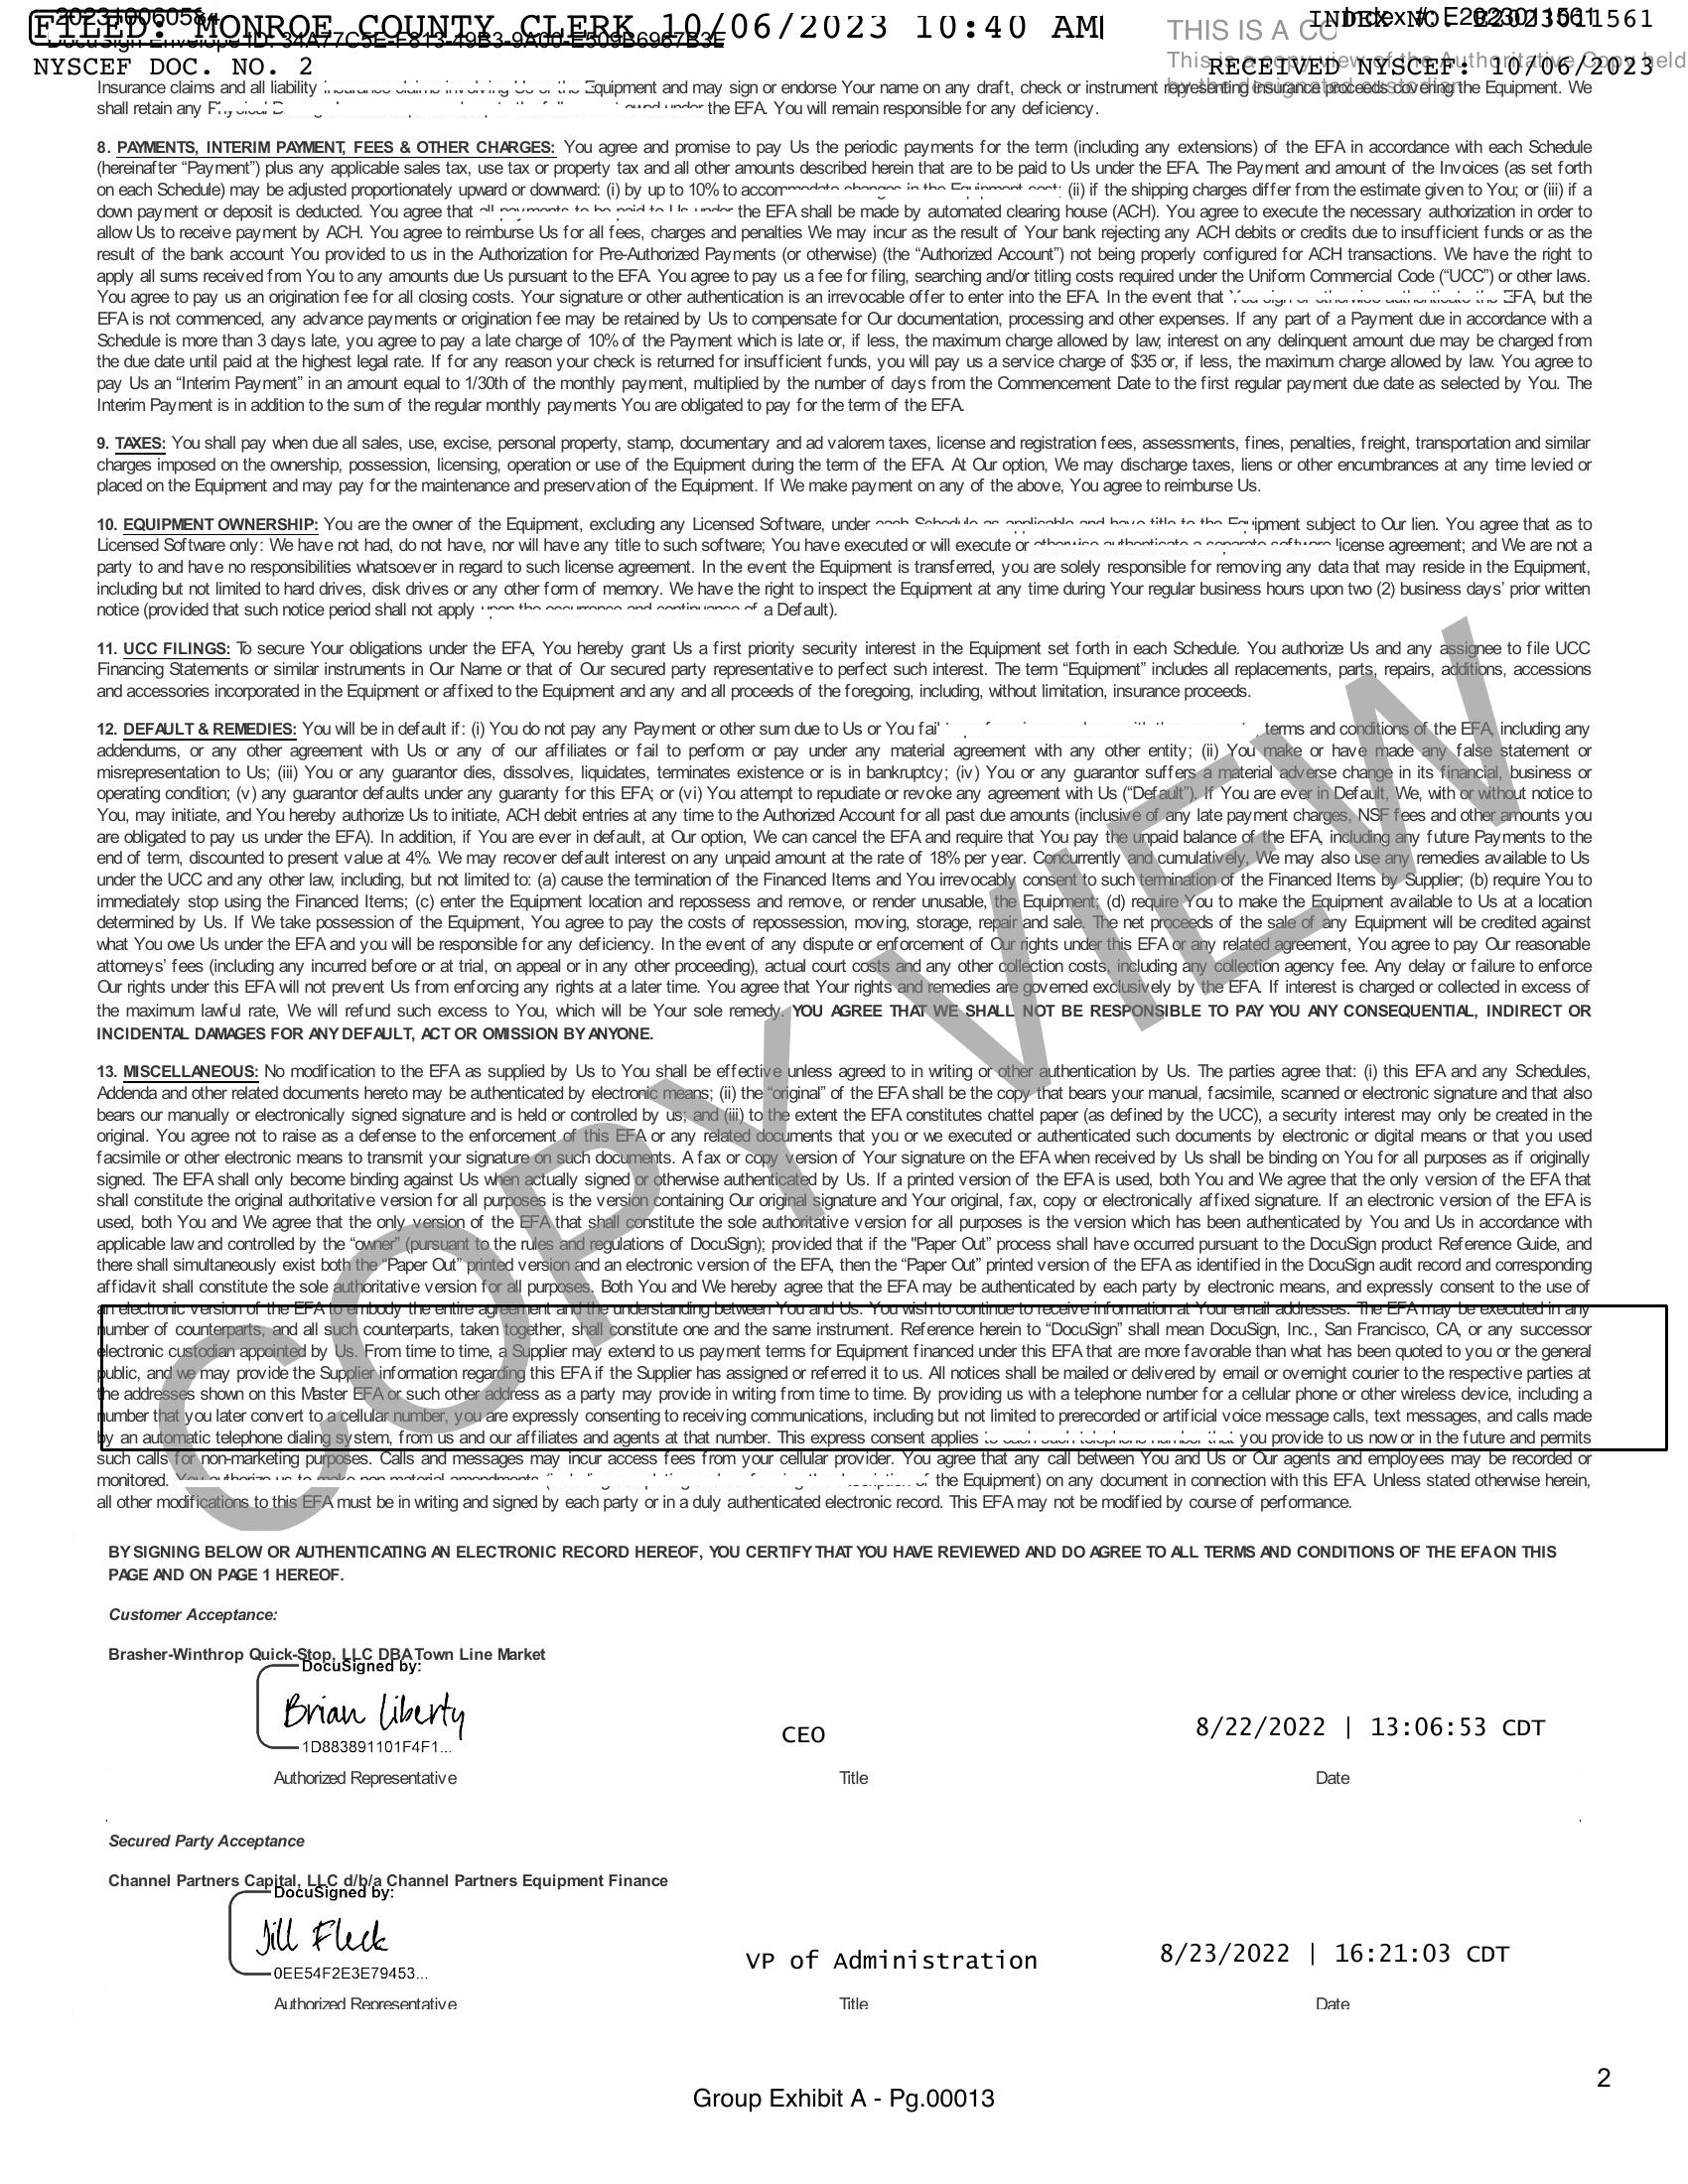 202310060584
FILED: MONROE COUNTY CLERK 10/06/2023 10:40 AM
DocuSign Envelope ID: 34A77C5E-F813-49B3-9A00-E509B6967B3E
NYSCEF DOC. NO. 2
THIS IS A CO
RECEIVED NYSCEF: 10/06/2023
This is a copy view of the Authoritative Copy held
by the designated custodian
Insurance claims and all liability insurance claims involving Us or the Equipment and may sign or endorse Your name on any draft, check or instrument representing insurance proceeds covering the Equipment. We
shall retain any the EFA. You will remain responsible for any deficiency.
8. PAYMENTS, INTERIM PAYMENT, FEES & OTHER CHARGES: You agree and promise to pay Us the periodic payments for the term (including any extensions) of the EFA in accordance with each Schedule
(hereinafter “Payment”) plus any applicable sales tax, use tax or property tax and all other amounts described herein that are to be paid to Us under the EFA. The Payment and amount of the Invoices (as set forth
on each Schedule) may be adjusted proportionately upward or downward: (i) by up to 10% to accommodate changes in the Equipment cost; (ii) if the shipping charges differ from the estimate given to You; or (iii) if a
down payment or deposit is deducted. You agree that all payments to be paid to Us under the EFA shall be made by automated clearing house (ACH). You agree to execute the necessary authorization in order to
allow Us to receive payment by ACH. You agree to reimburse Us for all fees, charges and penalties We may incur as the result of Your bank rejecting any ACH debits or credits due to insufficient funds or as the
result of the bank account You provided to us in the Authorization for Pre-Authorized Payments (or otherwise) (the “Authorized Account”) not being properly configured for ACH transactions. We have the right to
apply all sums received from You to any amounts due Us pursuant to the EFA. You agree to pay us a fee for filing, searching and/or titling costs required under the Uniform Commercial Code (“UCC”) or other laws.
You agree to pay us an origination fee for all closing costs. Your signature or other authentication is an irrevocable offer to enter into the EFA. In the event that You sign or otherwise authenticate the EFA, but the
EFA is not commenced, any advance payments or origination fee may be retained by Us to compensate for Our documentation, processing and other expenses. If any part of a Payment due in accordance with a
Schedule is more than 3 days late, you agree to pay a late charge of 10% of the Payment which is late or, if less, the maximum charge allowed by law; interest on any delinquent amount due may be charged from
the due date until paid at the highest legal rate. If for any reason your check is returned for insufficient funds, you will pay us a service charge of $35 or, if less, the maximum charge allowed by law. You agree to
pay Us an “Interim Payment” in an amount equal to 1/30th of the monthly payment, multiplied by the number of days from the Commencement Date to the first regular payment due date as selected by You. The
Interim Payment is in addition to the sum of the regular monthly payments You are obligated to pay for the term of the EFA.
9. TAXES: You shall pay when due all sales, use, excise, personal property, stamp, documentary and ad valorem taxes, license and registration fees, assessments, fines, penalties, freight, transportation and similar
charges imposed on the ownership, possession, licensing, operation or use of the Equipment during the term of the EFA. At Our option, We may discharge taxes, liens or other encumbrances at any time levied or
placed on the Equipment and may pay for the maintenance and preservation of the Equipment. If We make payment on any of the above, You agree to reimburse Us.
10. EQUIPMENT OWNERSHIP: You are the owner of the Equipment, excluding any Licensed Software, under each Schedule as applicable and have title to the Equipment subject to Our lien. You agree that as to
Licensed Software only: We have not had, do not have, nor will have any title to such software; You have executed or will execute or otherwise authenticate a separate software license agreement; and We are not a
party to and have no responsibilities whatsoever in regard to such license agreement. In the event the Equipment is transferred, you are solely responsible for removing any data that may reside in the Equipment,
including but not limited to hard drives, disk drives or any other form of memory. We have the right to inspect the Equipment at any time during Your regular business hours upon two (2) business days’ prior written
notice (provided that such notice period shall not apply upon the occurrence and continuance of a Default).
11. UCC FILINGS: To secure Your obligations under the EFA, You hereby grant Us a first priority security interest in the Equipment set forth in each Schedule. You authorize Us and any assignee to file UCC
Financing Statements or similar instruments in Our Name or that of Our secured party representative to perfect such interest. The term “Equipment” includes all replacements, parts, repairs, additions, accessions
and accessories incorporated in the Equipment or affixed to the Equipment and any and all proceeds of the foregoing, including, without limitation, insurance proceeds.
12. DEFAULT & REMEDIES: You will be in default if: (i) You do not pay any Payment or other sum due to Us or You fail terms and conditions of the EFA, including any
addendums, or any other agreement with Us or any of our affiliates or fail to perform or pay under any material agreement with any other entity; (ii) You make or have made any false statement or
misrepresentation to Us; (iii) You or any guarantor dies, dissolves, liquidates, terminates existence or is in bankruptcy; (iv) You or any guarantor suffers a material adverse change in its financial, business or
operating condition; (v) any guarantor defaults under any guaranty for this EFA; or (vi) You attempt to repudiate or revoke any agreement with Us (“Default”). If You are ever in Default, We, with or without notice to
You, may initiate, and You hereby authorize Us to initiate, ACH debit entries at any time to the Authorized Account for all past due amounts (inclusive of any late payment charges, NSF fees and other amounts you
are obligated to pay us under the EFA). In addition, if You are ever in default, at Our option, We can cancel the EFA and require that You pay the unpaid balance of the EFA, including any future Payments to the
end of term, discounted to present value at 4%. We may recover default interest on any unpaid amount at the rate of 18% per year. Concurrently and cumulatively, We may also use any remedies available to Us
under the UCC and any other law, including, but not limited to: (a) cause the termination of the Financed Items and You irrevocably consent to such ermination of the Financed Items by Supplier; (b) require You to
immediately stop using the Financed Items; (c) enter the Equipment location and repossess and remove, or render unusable, the Equipment; (d) require You to make the Equipment available to Us at a location
determined by Us. If We take possession of the Equipment, You agree to pay the costs of repossession, moving, storage, repair and sale. The net proceeds of the sale of any Equipment will be credited against
what You owe Us under the EFA and you will be responsible for any deficiency. In the event of any dispute or enforcement of Our rights under this EFA or any related agreement, You agree to pay Our reasonable
attorneys’ fees (including any incurred before or at trial, on appeal or in any other proceeding), actual court costs and any other collection costs, including any collection agency fee. Any delay or failure to enforce
Our rights under this EFA will not prevent Us from enforcing any rights at a later time. You agree that Your rights and remedies are governed exclusively by the EFA. If interest is charged or collected in excess of
the maximum lawful rate, We will refund such excess to You, which will be Your sole remedy. YOU AGREE THAT WE SHALL NOT BE RESPONSIBLE TO PAY YOU ANY CONSEQUENTIAL, INDIRECT OR
INCIDENTAL DAMAGES FOR ANY DEFAULT, ACT OR OMISSION BY ANYONE.
13. MISCELLANEOUS: No modification to the EFA as supplied by Us to You shall be effective unless agreed to in writing or other authentication by Us. The parties agree that: (i) this EFA and any Schedules,
Addenda and other related documents hereto may be authenticated by electronic means; (ii) the “original” of the EFA shall be the copy that bears your manual, facsimile, scanned or electronic signature and that also
bears our manually or electronically signed signature and is held or controlled by us; and (iii) to the extent the EFA constitutes chattel paper (as defined by the UCC), a security interest may only be created in the
original. You agree not to raise as a defense to the enforcement of this EFA or any related documents that you or we executed or authenticated such documents by electronic or digital means or that you used
facsimile or other electronic means to transmit your signature on such documents. A fax or copy version of Your signature on the EFA when received by Us shall be binding on You for all purposes as if originally
signed. The EFA shall only become binding against Us when actually signed or otherwise authenticated by Us. If a printed version of the EFA is used, both You and We agree that the only version of the EFA that
shall constitute the original authoritative version for all purposes is the version containing Our original signature and Your original, fax, copy or electronically affixed signature. If an electronic version of the EFA is
used, both You and We agree that the only version of the EFA that shall constitute the sole authoritative version for all purposes is the version which has been authenticated by You and Us in accordance with
applicable law and controlled by the “owner” (pursuant to the rules and regulations of DocuSign); provided that if the "Paper Out” process shall have occurred pursuant to the DocuSign product Reference Guide, and
there shall simultaneously exist both the “Paper Out” printed version and an electronic version of the EFA, then the “Paper Out” printed version of the EFA as identified in the DocuSign audit record and corresponding
affidavit shall constitute the sole authoritative version for all purposes. Both You and We hereby agree that the EFA may be authenticated by each party by electronic means, and expressly consent to the use of
an electronic version of the EFA to embody the entire agreement and the understanding between You and Us. You wish to continue to receive information at Your email addresses. The EFA may be executed in any
number of counterparts, and all such counterparts, taken together, shall constitute one and the same instrument. Reference herein to “DocuSign” shall mean DocuSign, Inc., San Francisco, CA, or any successor
electronic custodian appointed by Us. From time to time, a Supplier may extend to us payment terms for Equipment financed under this EFA that are more favorable than what has been quoted to you or the general
public, and we may provide the Supplier information regarding this EFA if the Supplier has assigned or referred it to us. All notices shall be mailed or delivered by email or overnight courier to the respective parties at
the addresses shown on this Master EFA or such other address as a party may provide in writing from time to time. By providing us with a telephone number for a cellular phone or other wireless device, including a
number that you later convert to a cellular number, you are expressly consenting to receiving communications, including but not limited to prerecorded or artificial voice message calls, text messages, and calls made
by an automatic telephone dialing system, from us and our affiliates and agents at that number. This express consent applies to each such telephone number that you provide to us now or in the future and permits
such calls for non-marketing purposes. Calls and messages may incur access fees from your cellular provider. You agree that any call between You and Us or Our agents and employees may be recorded or
monitored. You authorize us to make non-material amendments the Equipment) on any document in connection with this EFA. Unless stated otherwise herein,
all other modifications to this EFA must be in writing and signed by each party or in a duly authenticated electronic record. This EFA may not be modified by course of performance.
COPY VIEW
BY SIGNING BELOW OR AUTHENTICATING AN ELECTRONIC RECORD HEREOF, YOU CERTIFY THAT YOU HAVE REVIEWED AND DO AGREE TO ALL TERMS AND CONDITIONS OF THE EFA ON THIS
PAGE AND ON PAGE 1 HEREOF.
Customer Acceptance:
Brasher-Winthrop Quick-Stop, LLC DBA Town Line Market
DocuSigned by:
Brian Liberty
1D883891101F4F1...
CEO
8/22/2022 | 13:06:53 CDT
Authorized Representative
Title
Date
Secured Party Acceptance
Channel Partners Capital, LLC d/b/a Channel Partners Equipment Finance
DocuSigned by:
Jill Fleck
0EE54F2E3E79453...
VP of Administration
8/23/2022 | 16:21:03 CDT
Authorized Representative
Title
Date
2
Group Exhibit A - Pg.00013